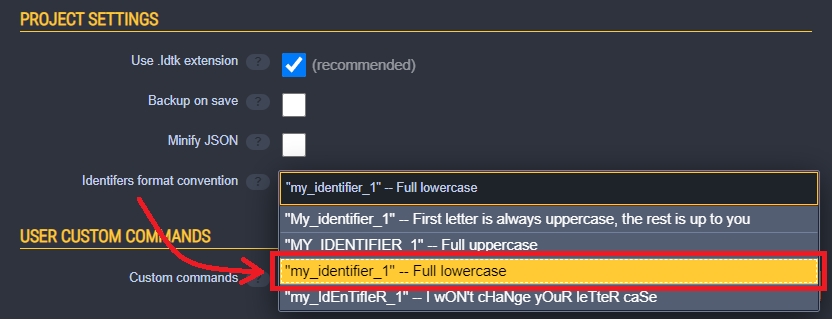 PROJECT SETTINGS
Use .ldtk extension ? (recommended)
Backup on save ?
Minify JSON ?
Identifers format convention ? "my_identifier_1" -- Full lowercase
"My_identifier_1" -- First letter is always uppercase, the rest is up to you
"MY_IDENTIFIER_1" -- Full uppercase
USER CUSTOM COMMANDS
"my_identifier_1" -- Full lowercase
Custom commands ?
"my_IdEnTifIeR_1" -- I wON't cHaNge yOuR leTteR caSe